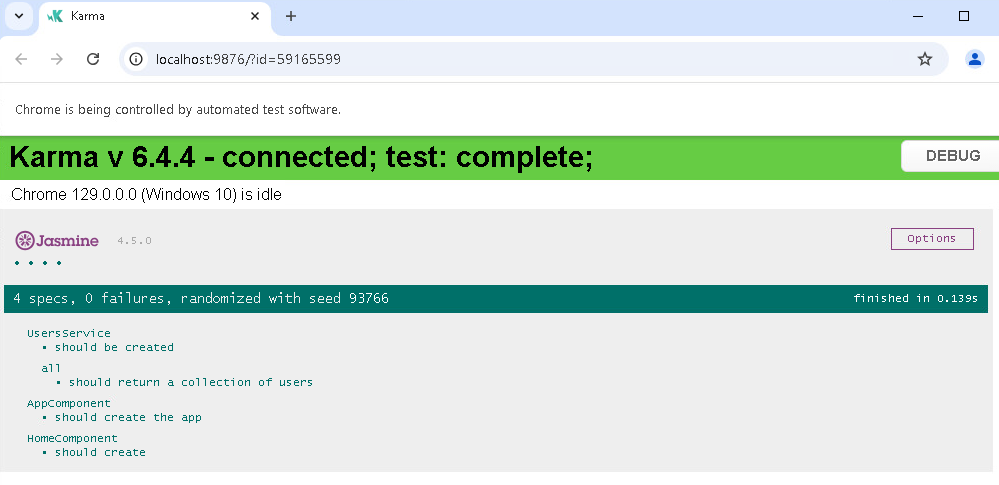 Karma
localhost:9876/?id=59165599
Chrome is being controlled by automated test software.
Karma v 6.4.4 - connected; test: complete;
DEBUG
Chrome 129.0.0.0 (Windows 10) is idle
Jasmine 4.5.0
Options
• • • •
4 specs, 0 failures, randomized with seed 93766
finished in 0.139s
UsersService
• should be created
all
• should return a collection of users
AppComponent
• should create the app
HomeComponent
• should create